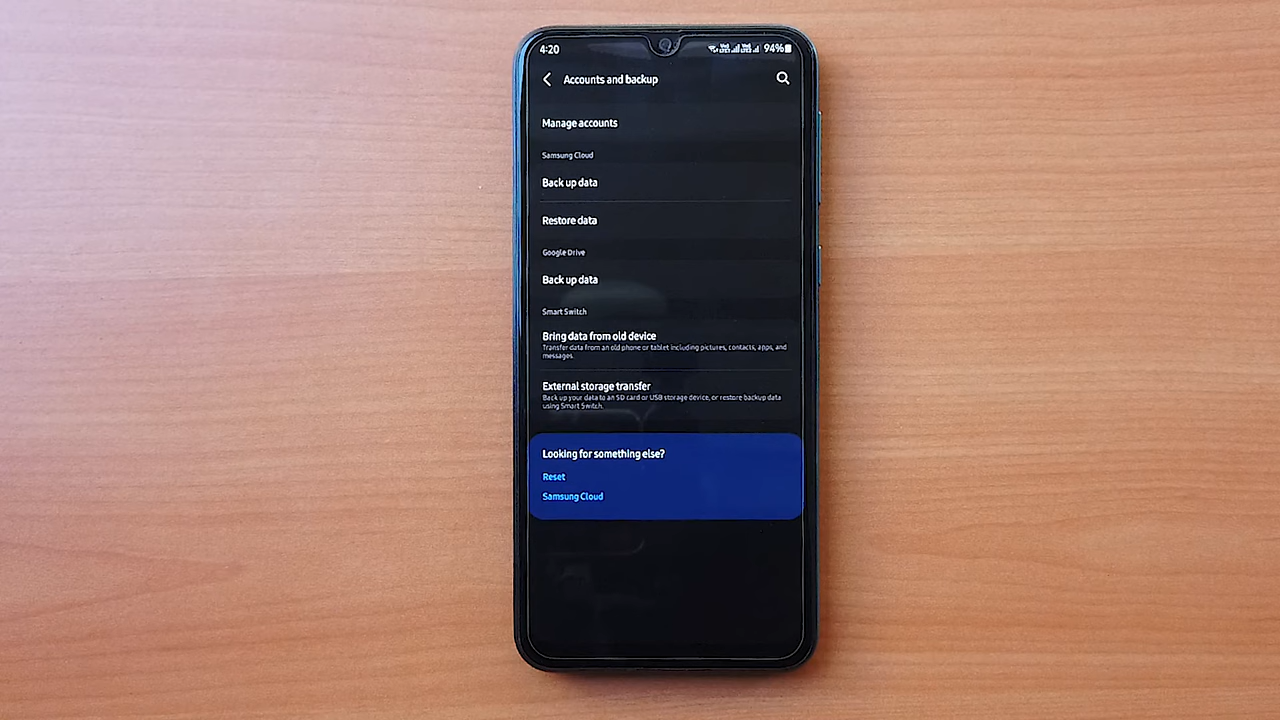 4:20
94%
Accounts and backup
Manage accounts
Samsung Cloud
Back up data
Restore data
Google Drive
Back up data
Smart Switch
Bring data from old device
Transfer data from an old phone or tablet including pictures, contacts, apps, and
messages.
External storage transfer
Back up your data to an SD card or USB storage device, or restore backup data
using Smart Switch.
Looking for something else?
Reset
Samsung Cloud